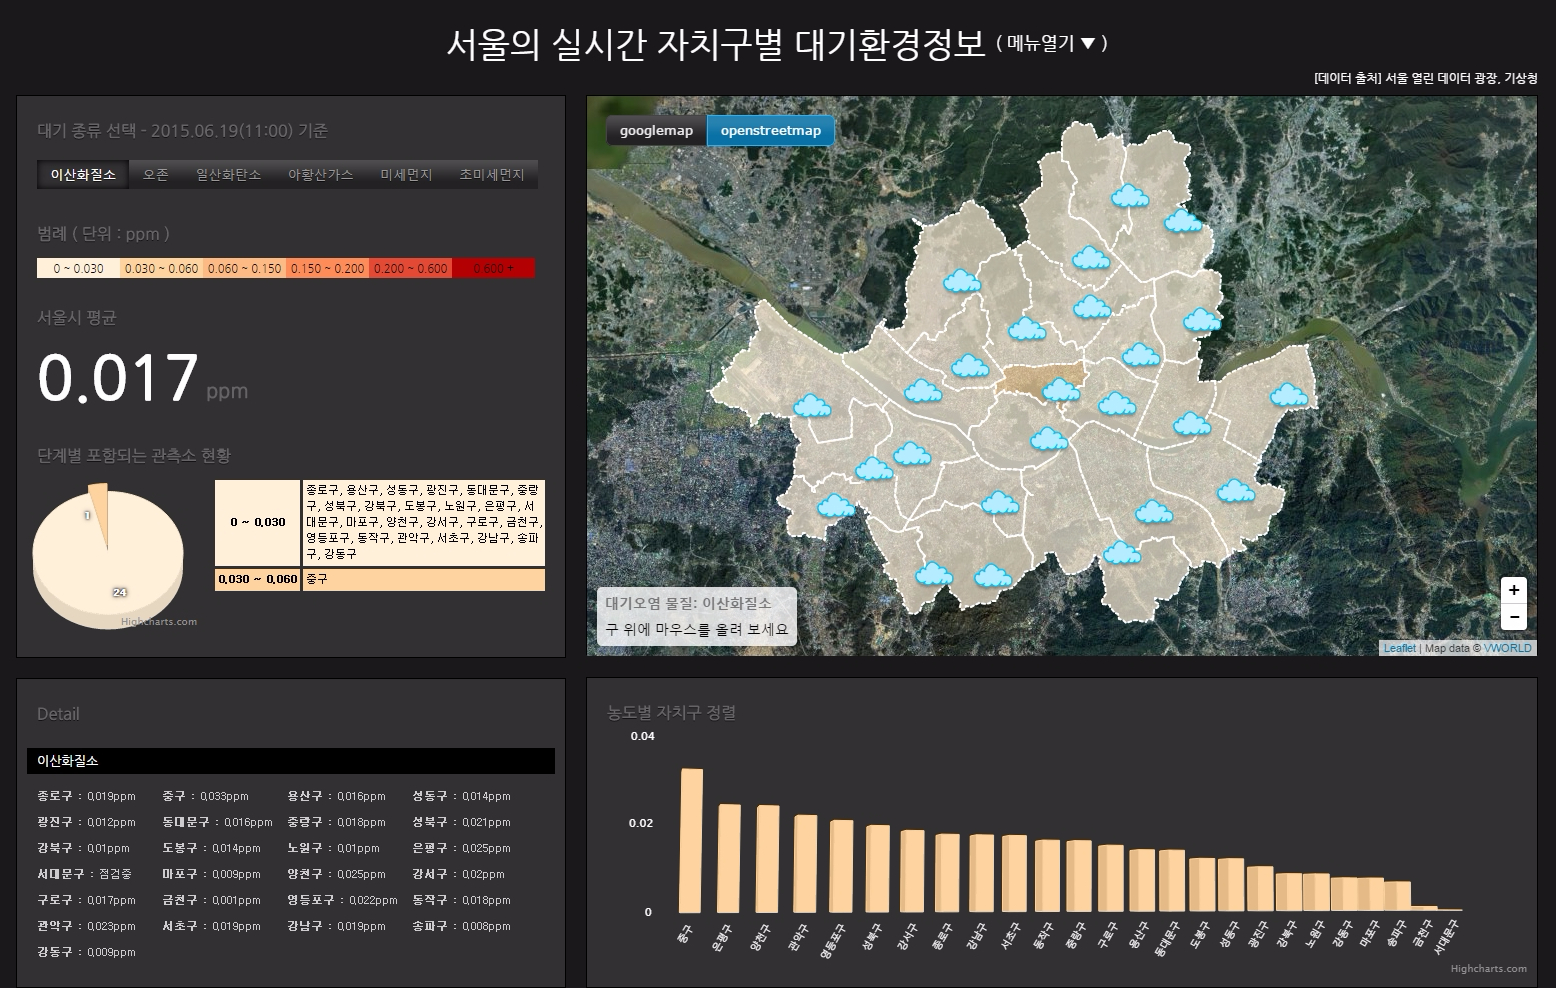 서울의 실시간 자치구별 대기환경정보 ( 메뉴열기 ▼ )
[데이터 출처] 서울 열린 데이터 광장, 기상청
대기 종류 선택 - 2015.06.19(11:00) 기준
이산화질소 오존 일산화탄소 아황산가스 미세먼지 초미세먼지
범례 ( 단위 : ppm )
0 ~ 0.030 0.030 ~ 0.060 0.060 ~ 0.150 0.150 ~ 0.200 0.200 ~ 0.600 0.600 +
서울시 평균
0.017 ppm
단계별 포함되는 관측소 현황
1
24
Highcharts.com
0 ~ 0.030
종로구, 용산구, 성동구, 광진구, 동대문구, 중랑
구, 성북구, 강북구, 도봉구, 노원구, 은평구, 서
대문구, 마포구, 양천구, 강서구, 구로구, 금천구,
영등포구, 동작구, 관악구, 서초구, 강남구, 송파
구, 강동구
0.030 ~ 0.060 중구
googlemap openstreetmap
대기오염 물질: 이산화질소
구 위에 마우스를 올려 보세요
+
-
Leaflet | Map data © VWORLD
Detail
이산화질소
종로구 : 0.019ppm 중구 : 0.033ppm 용산구 : 0.016ppm 성동구 : 0.014ppm
광진구 : 0.012ppm 동대문구 : 0.016ppm 중랑구 : 0.018ppm 성북구 : 0.021ppm
강북구 : 0.01ppm 도봉구 : 0.014ppm 노원구 : 0.01ppm 은평구 : 0.025ppm
서대문구 : 점검중 마포구 : 0.009ppm 양천구 : 0.025ppm 강서구 : 0.02ppm
구로구 : 0.017ppm 금천구 : 0.001ppm 영등포구 : 0.022ppm 동작구 : 0.018ppm
관악구 : 0.023ppm 서초구 : 0.019ppm 강남구 : 0.019ppm 송파구 : 0.008ppm
강동구 : 0.009ppm
농도별 자치구 정렬
0.04
0.02
0
중구 은평구 양천구 관악구 영등포구 성북구 강서구 종로구 강남구 서초구 동작구 중랑구 구로구 용산구 동대문구 도봉구 성동구 광진구 강북구 노원구 강동구 마포구 송파구 금천구 서대문구
Highcharts.com